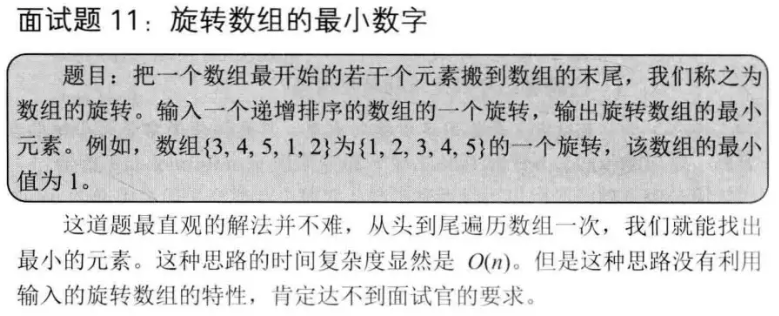 面试题 11：旋转数组的最小数字
题目：把一个数组最开始的若干个元素搬到数组的末尾，我们称之为
数组的旋转。输入一个递增排序的数组的一个旋转，输出旋转数组的最小
元素。例如，数组{3, 4, 5, 1, 2}为{1, 2, 3, 4, 5}的一个旋转，该数组的最小
值为 1。
这道题最直观的解法并不难，从头到尾遍历数组一次，我们就能找出
最小的元素。这种思路的时间复杂度显然是 O(n)。但是这种思路没有利用
输入的旋转数组的特性，肯定达不到面试官的要求。